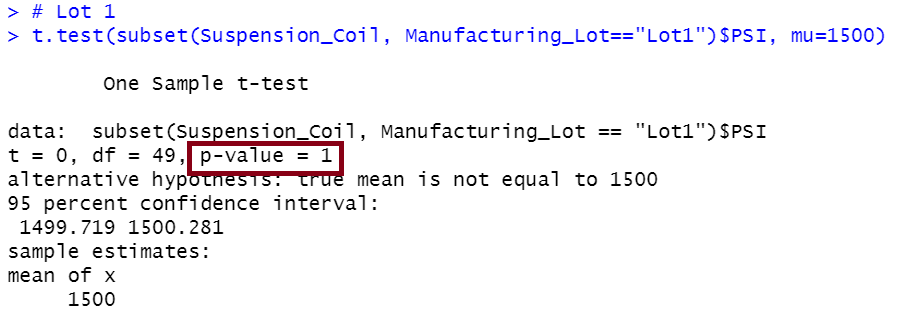 > # Lot 1
> t.test(subset(Suspension_Coil, Manufacturing_Lot=="Lot1")$PSI, mu=1500)
One Sample t-test
data:  subset(Suspension_Coil, Manufacturing_Lot == "Lot1")$PSI
t = 0, df = 49, p-value = 1
alternative hypothesis: true mean is not equal to 1500
95 percent confidence interval:
1499.719 1500.281
sample estimates:
mean of x
1500